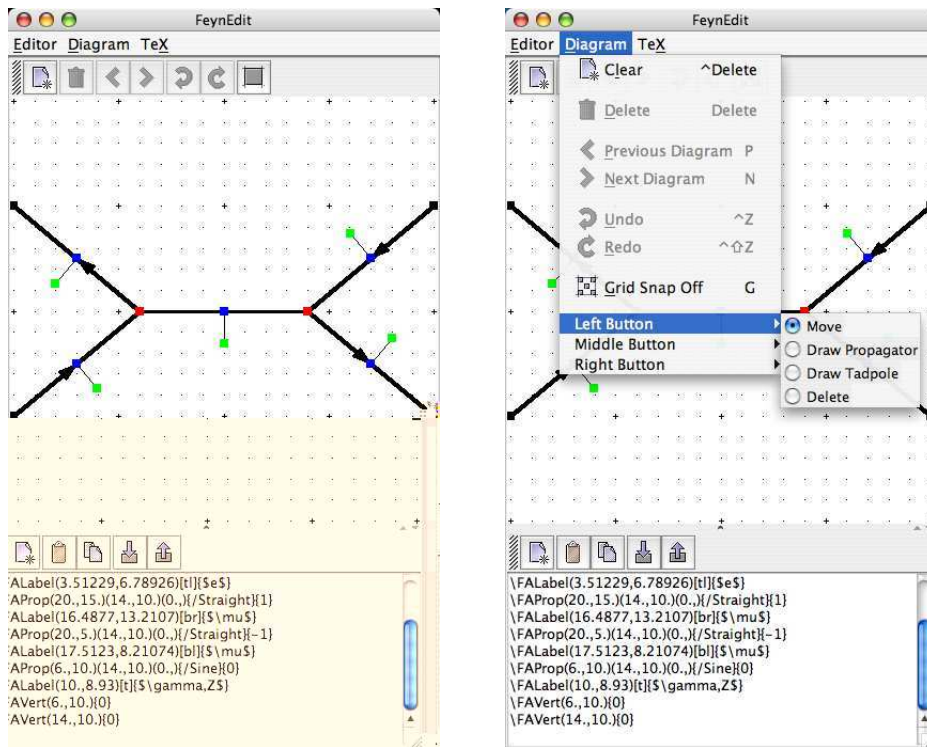 FeynEdit
Editor Diagram TeX
ALabel(3.51229,6.78926)[tl]{$e$}
AProp(20.,15.)(14.,10.)(0.,){/Straight}{1}
ALabel(16.4877,13.2107)[br]{$\mu$}
AProp(20.,5.)(14.,10.)(0.,){/Straight}{-1}
ALabel(17.5123,8.21074)[bl]{$\mu$}
AProp(6.,10.)(14.,10.)(0.,){/Sine}{0}
ALabel(10.,8.93)[t]{$\gamma,Z$}
AVert(6.,10.){0}
AVert(14.,10.){0}
FeynEdit
Editor Diagram TeX
Clear ^Delete
Delete Delete
Previous Diagram P
Next Diagram N
Undo ^Z
Redo ^⇧Z
Grid Snap Off G
Left Button
Middle Button
Right Button
Move
Draw Propagator
Draw Tadpole
Delete
\FALabel(3.51229,6.78926)[tl]{$e$}
\FAProp(20.,15.)(14.,10.)(0.,){/Straight}{1}
\FALabel(16.4877,13.2107)[br]{$\mu$}
\FAProp(20.,5.)(14.,10.)(0.,){/Straight}{-1}
\FALabel(17.5123,8.21074)[bl]{$\mu$}
\FAProp(6.,10.)(14.,10.)(0.,){/Sine}{0}
\FALabel(10.,8.93)[t]{$\gamma,Z$}
\FAVert(6.,10.){0}
\FAVert(14.,10.){0}